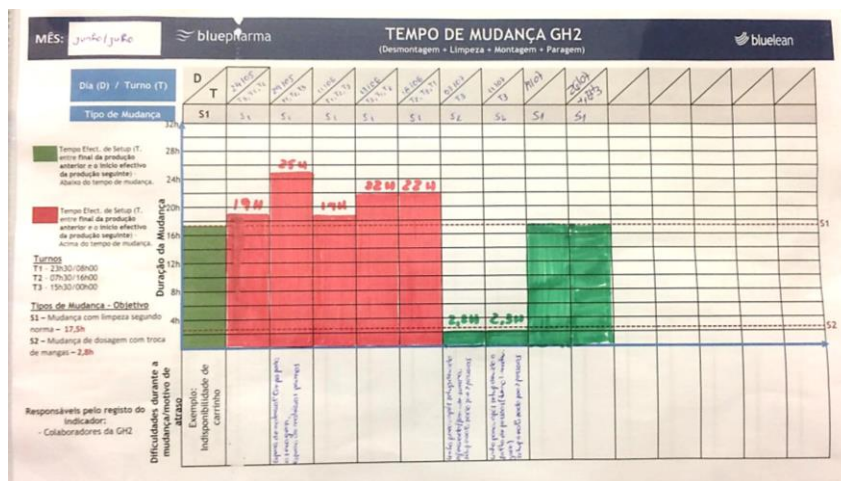 MÊS: junho/julho
bluepharma
TEMPO DE MUDANÇA GH2
(Desmontagem + Limpeza + Montagem + Paragem)
bluelean
Dia (D) / Turno (T)
D
T
24/05
29/05
Tipo de Mudança
S1
S1
S1
S1
S1
S1
S2
S2
S1
S1
32h
28h
24h
20h
16h
12h
8h
4h
Duração da Mudança
Tempo Efect. de Setup (T.
entre final da produção
anterior e o início efectivo
da produção seguinte) -
Abaixo do tempo de mudança.
Tempo Efect. de Setup (T.
entre final da produção
anterior e o início efectivo
da produção seguinte) -
Acima do tempo de mudança.
19H
25H
19H
22H
22H
2,8H
2,8H
S1
S2
Turnos
T1 - 23h30/08h00
T2 - 07h30/16h00
T3 - 15h30/00h00
Tipos de Mudança - Objetivo
S1 - Mudança com limpeza segundo
norma - 17,5h
S2 - Mudança de dosagem com troca
de mangas - 2,8h
Responsáveis pelo registo do
indicador:
- Colaboradores da GH2
Dificuldades durante a
mudança/motivo de
atraso
Exemplo:
Indisponibilidade de
carrinho